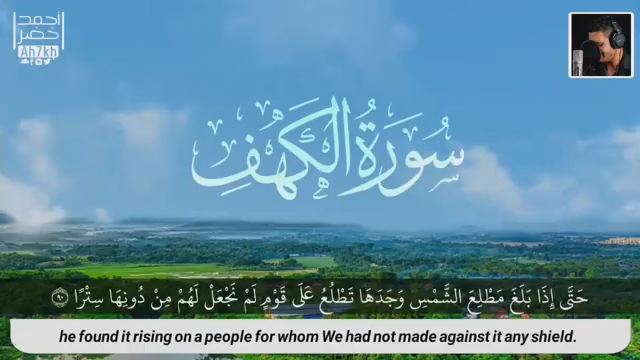 أحمد
خضر
Ah7kh
سُورَةُ الكَهْفِ
حَتَّى إِذَا بَلَغَ مَطْلِعَ الشَّمْسِ وَجَدَهَا تَطْلُعُ عَلَى قَوْمٍ لَمْ نَجْعَلْ لَهُمْ مِنْ دُونِهَا سِتْرًا ٩٠
he found it rising on a people for whom We had not made against it any shield.